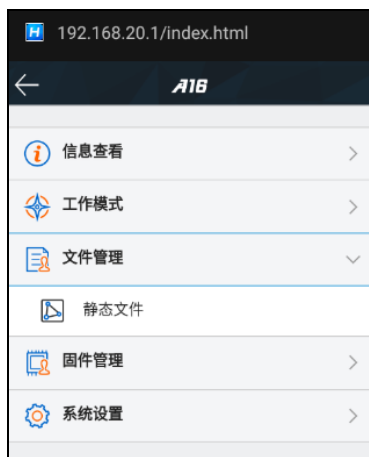 H 192.168.20.1/index.html
A16
信息查看
工作模式
文件管理
静态文件
固件管理
系统设置